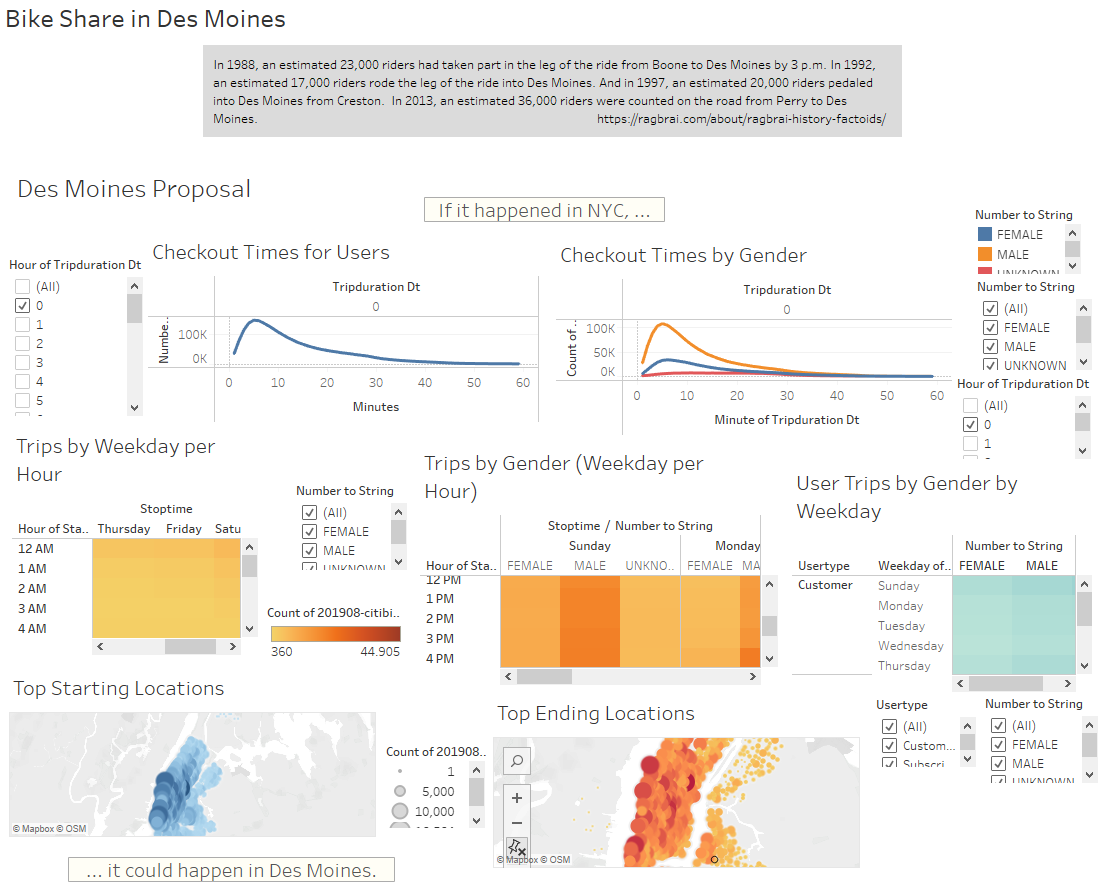 Bike Share in Des Moines
In 1988, an estimated 23,000 riders had taken part in the leg of the ride from Boone to Des Moines by 3 p.m. In 1992,
an estimated 17,000 riders rode the leg of the ride into Des Moines. And in 1997, an estimated 20,000 riders pedaled
into Des Moines from Creston.  In 2013, an estimated 36,000 riders were counted on the road from Perry to Des
Moines. https://ragbrai.com/about/ragbrai-history-factoids/
Des Moines Proposal
If it happened in NYC, ...
Hour of Tripduration Dt
(All)
0
1
2
3
4
5
Checkout Times for Users
Tripduration Dt
0
Numbe..
100K
0K
0 10 20 30 40 50 60
Minutes
Checkout Times by Gender
Tripduration Dt
0
Count of ..
100K
50K
0K
0 10 20 30 40 50 60
Minute of Tripduration Dt
Number to String
FEMALE
MALE
UNKNOWN
Number to String
(All)
FEMALE
MALE
UNKNOWN
Hour of Tripduration Dt
(All)
0
1
Trips by Weekday per
Hour
Stoptime
Hour of Sta.. Thursday Friday Satu
12 AM
1 AM
2 AM
3 AM
4 AM
Number to String
(All)
FEMALE
MALE
UNKNOWN
Count of 201908-citibi..
360 44,905
Trips by Gender (Weekday per
Hour)
Stoptime / Number to String
Sunday Monday
Hour of Sta.. FEMALE MALE UNKNO.. FEMALE MA
12 PM
1 PM
2 PM
3 PM
4 PM
User Trips by Gender by
Weekday
Number to String
Usertype Weekday of.. FEMALE MALE
Customer Sunday
Monday
Tuesday
Wednesday
Thursday
Usertype
(All)
Custom...
Subscri
Number to String
(All)
FEMALE
MALE
UNKNOWN
Top Starting Locations
© Mapbox © OSM
Count of 201908..
1
5,000
10,000
Top Ending Locations
© Mapbox © OSM
... it could happen in Des Moines.